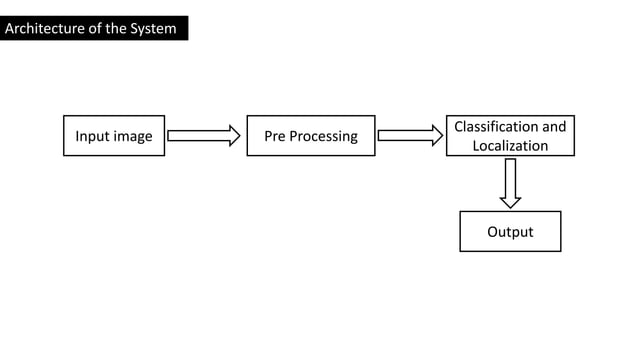 Architecture of the System
Input image
Pre Processing
Classification and
Localization
Output